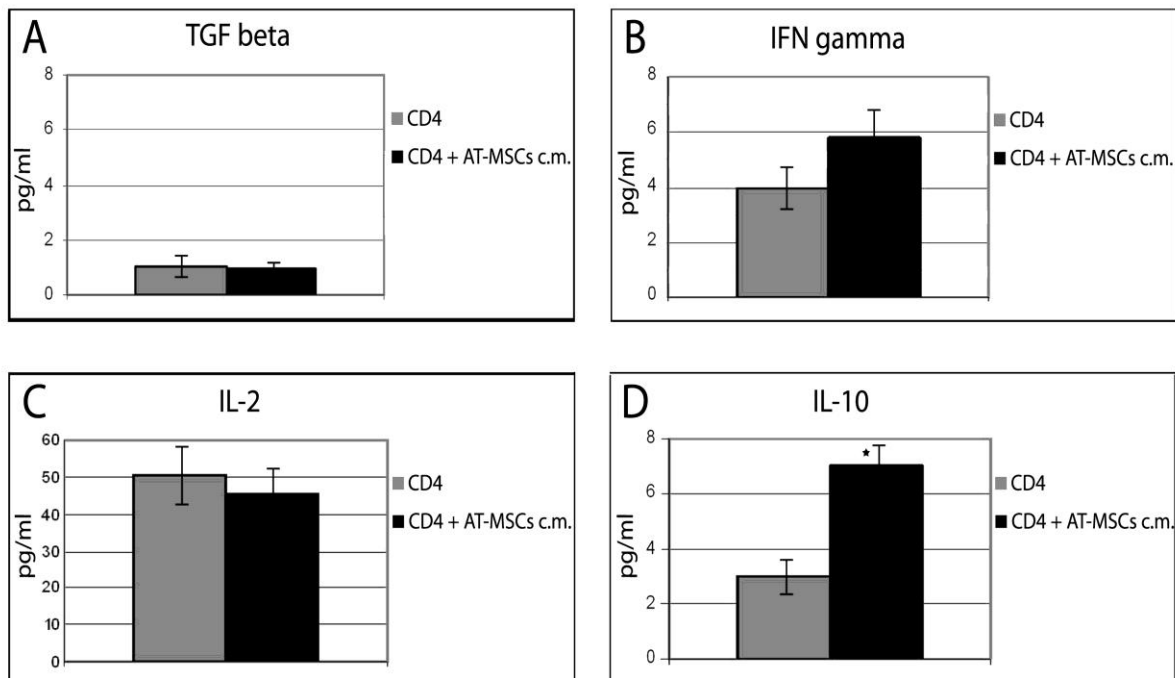 A
TGF beta
8
6
4
2
0
pg/ml
CD4
CD4 + AT-MSCs c.m.
B
IFN gamma
8
6
4
2
0
pg/ml
CD4
CD4 + AT-MSCs c.m.
C
IL-2
60
50
40
30
20
10
0
pg/ml
CD4
CD4 + AT-MSCs c.m.
D
IL-10
8
6
4
2
0
pg/ml
★
CD4
CD4 + AT-MSCs c.m.